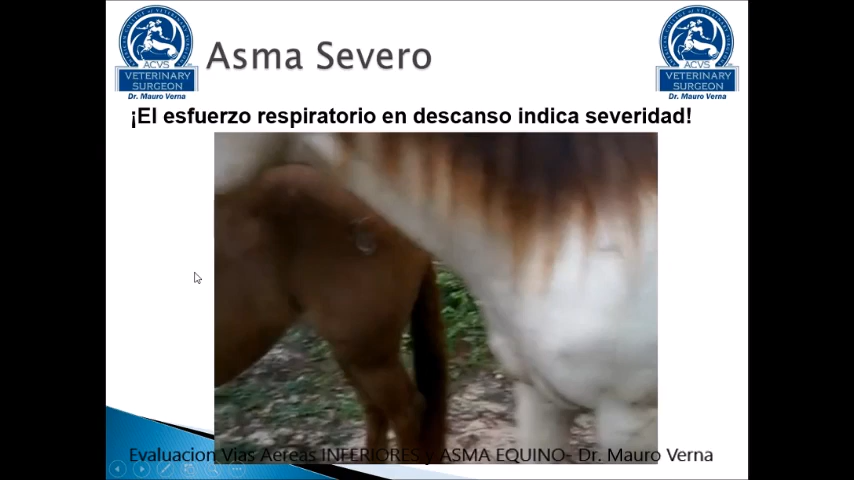 Asma Severo
ACVS
VETERINARY
SURGEON
Dr. Mauro Verna
ACVS
VETERINARY
SURGEON
Dr. Mauro Verna
¡El esfuerzo respiratorio en descanso indica severidad!
Evaluacion Vias Aereas INFERIORES y ASMA EQUINO- Dr. Mauro Verna